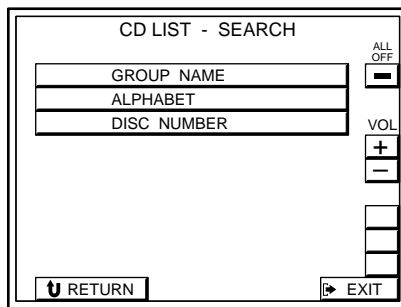 CD LIST - SEARCH
ALL
OFF
GROUP NAME
ALPHABET
DISC NUMBER
VOL
+
−
RETURN
EXIT